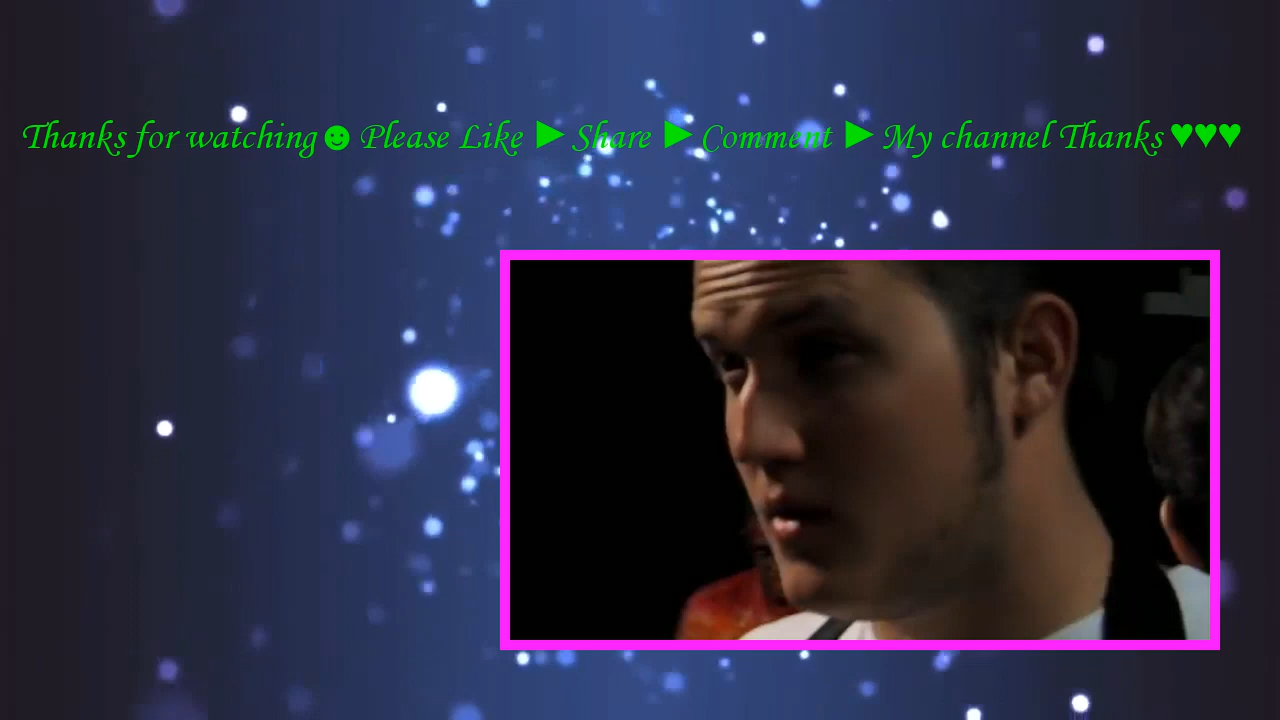 Thanks for watching☻Please Like ► Share ► Comment ► My channel Thanks ♥♥♥